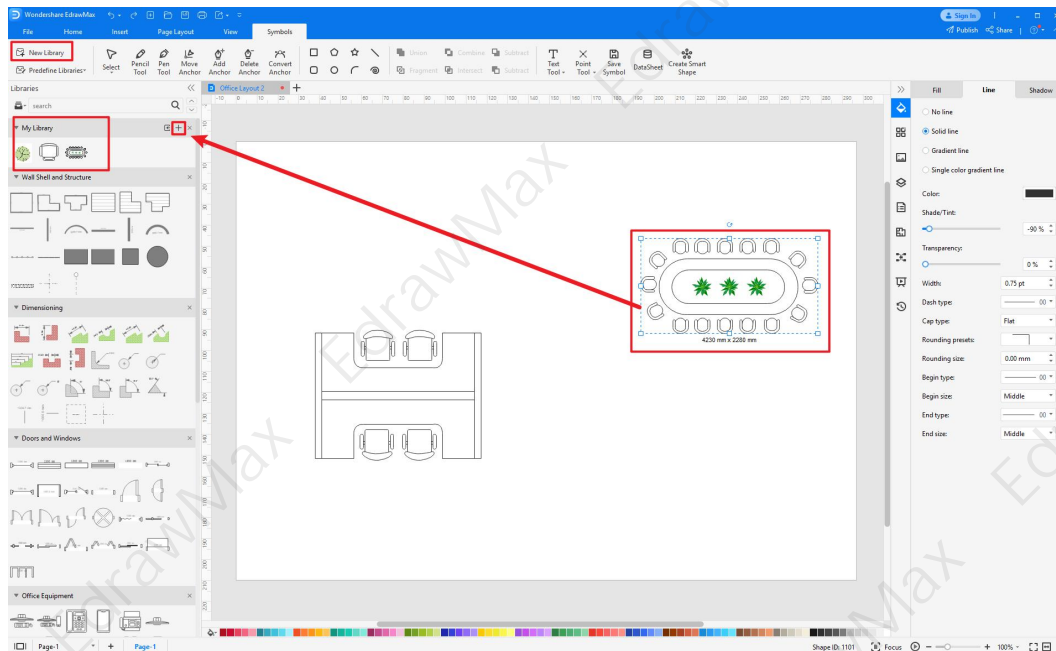 Wondershare EdrawMax
Sign In
File Home Insert Page Layout View Symbols
Publish Share
New Library
Predefine Libraries
Select
Pencil Tool
Pen Tool
Move Anchor
Add Anchor
Delete Anchor
Convert Anchor
Union Combine Subtract
Fragment Intersect Subtract
Text Tool
Point Tool
Save Symbol
DataSheet
Create Smart Shape
Libraries
Office Layout 2
search
My Library
Wall Shell and Structure
Dimensioning
Doors and Windows
Office Equipment
4230 mm x 2280 mm
Fill Line Shadow
No line
Solid line
Gradient line
Single color gradient line
Color:
Shade/Tint:
-90 %
Transparency:
0 %
Width: 0.75 pt
Dash type: 00
Cap type: Flat
Rounding presets:
Rounding size: 0.00 mm
Begin type: 00
Begin size: Middle
End type: 00
End size: Middle
EdrawMax
EdrawMax
EdrawMax
EdrawMax
Page-1 + Page-1
Shape ID: 1101 Focus 100%